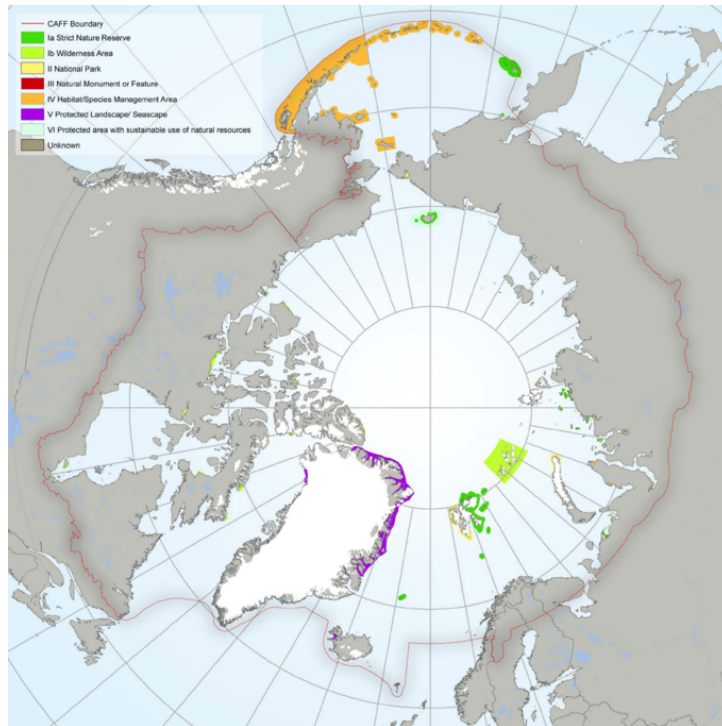 CAFF Boundary
Ia Strict Nature Reserve
Ib Wilderness Area
II National Park
III Natural Monument or Feature
IV Habitat/Species Management Area
V Protected Landscape/ Seascape
VI Protected area with sustainable use of natural resources
Unknown